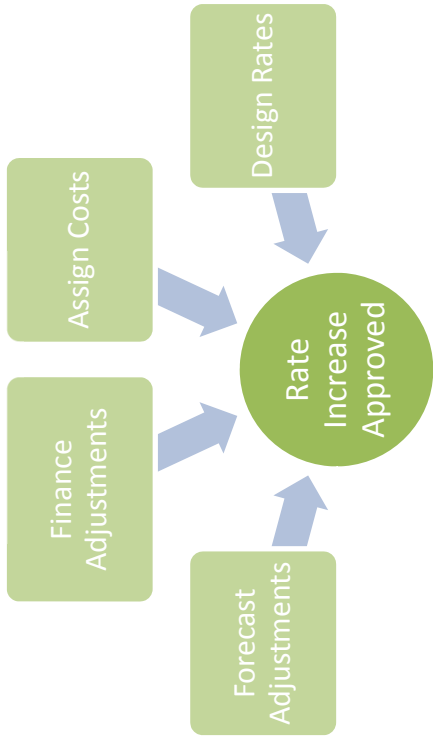 Forecast
Adjustments
Finance
Adjustments
Assign Costs
Design Rates
Rate
Increase
Approved